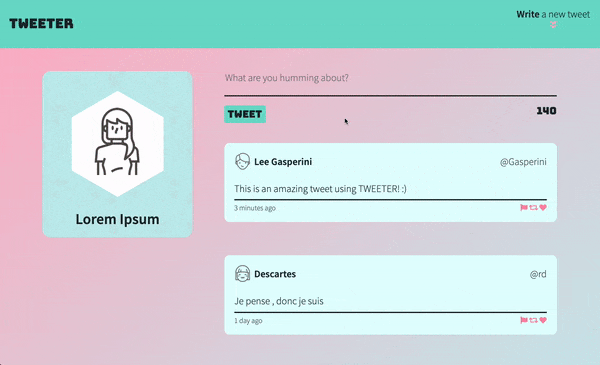 TWEETER
Write a new tweet
Lorem Ipsum
What are you humming about?
TWEET
140
Lee Gasperini
@Gasperini
This is an amazing tweet using TWEETER! :)
3 minutes ago
Descartes
@rd
Je pense , donc je suis
1 day ago